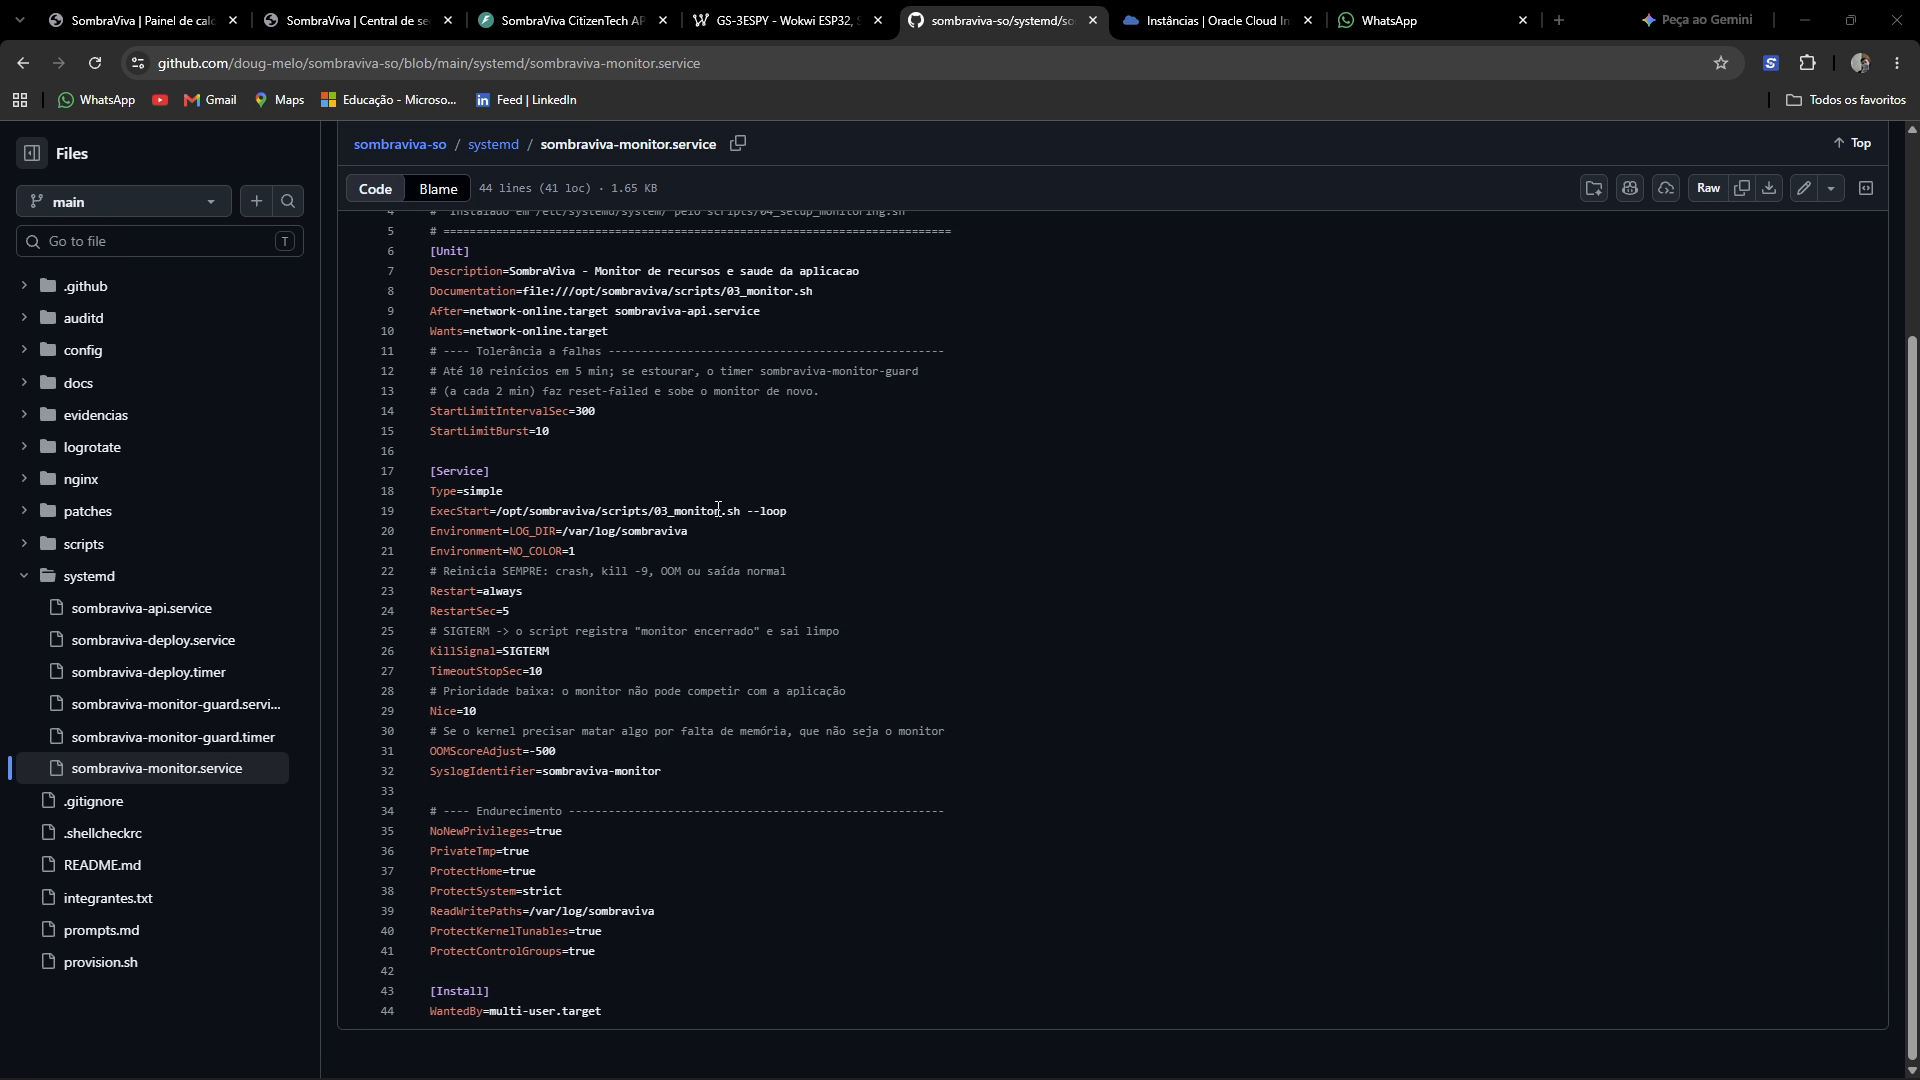 SombraViva | Painel de cal
SombraViva | Central de se
SombraViva CitizenTech AP
GS-3ESPY - Wokwi ESP32, S
sombraviva-so/systemd/so
Instâncias | Oracle Cloud In
WhatsApp
Peça ao Gemini
github.com/doug-melo/sombraviva-so/blob/main/systemd/sombraviva-monitor.service
WhatsApp
Gmail
Maps
Educação - Microso...
Feed | LinkedIn
Todos os favoritos
Files
main
Go to file
T
.github
auditd
config
docs
evidencias
logrotate
nginx
patches
scripts
systemd
sombraviva-api.service
sombraviva-deploy.service
sombraviva-deploy.timer
sombraviva-monitor-guard.servi...
sombraviva-monitor-guard.timer
sombraviva-monitor.service
.gitignore
.shellcheckrc
README.md
integrantes.txt
prompts.md
provision.sh
sombraviva-so / systemd / sombraviva-monitor.service
Top
Code
Blame
44 lines (41 loc) · 1.65 KB
Raw
4 # Instalado em /etc/systemd/system/ pelo scripts/04_setup_monitoring.sh
5 # =============================================================================
6 [Unit]
7 Description=SombraViva - Monitor de recursos e saude da aplicacao
8 Documentation=file:///opt/sombraviva/scripts/03_monitor.sh
9 After=network-online.target sombraviva-api.service
10 Wants=network-online.target
11 # ---- Tolerância a falhas ---------------------------------------------------
12 # Até 10 reinícios em 5 min; se estourar, o timer sombraviva-monitor-guard
13 # (a cada 2 min) faz reset-failed e sobe o monitor de novo.
14 StartLimitIntervalSec=300
15 StartLimitBurst=10
16
17 [Service]
18 Type=simple
19 ExecStart=/opt/sombraviva/scripts/03_monitor.sh --loop
20 Environment=LOG_DIR=/var/log/sombraviva
21 Environment=NO_COLOR=1
22 # Reinicia SEMPRE: crash, kill -9, OOM ou saída normal
23 Restart=always
24 RestartSec=5
25 # SIGTERM -> o script registra "monitor encerrado" e sai limpo
26 KillSignal=SIGTERM
27 TimeoutStopSec=10
28 # Prioridade baixa: o monitor não pode competir com a aplicação
29 Nice=10
30 # Se o kernel precisar matar algo por falta de memória, que não seja o monitor
31 OOMScoreAdjust=-500
32 SyslogIdentifier=sombraviva-monitor
33
34 # ---- Endurecimento ---------------------------------------------------------
35 NoNewPrivileges=true
36 PrivateTmp=true
37 ProtectHome=true
38 ProtectSystem=strict
39 ReadWritePaths=/var/log/sombraviva
40 ProtectKernelTunables=true
41 ProtectControlGroups=true
42
43 [Install]
44 WantedBy=multi-user.target